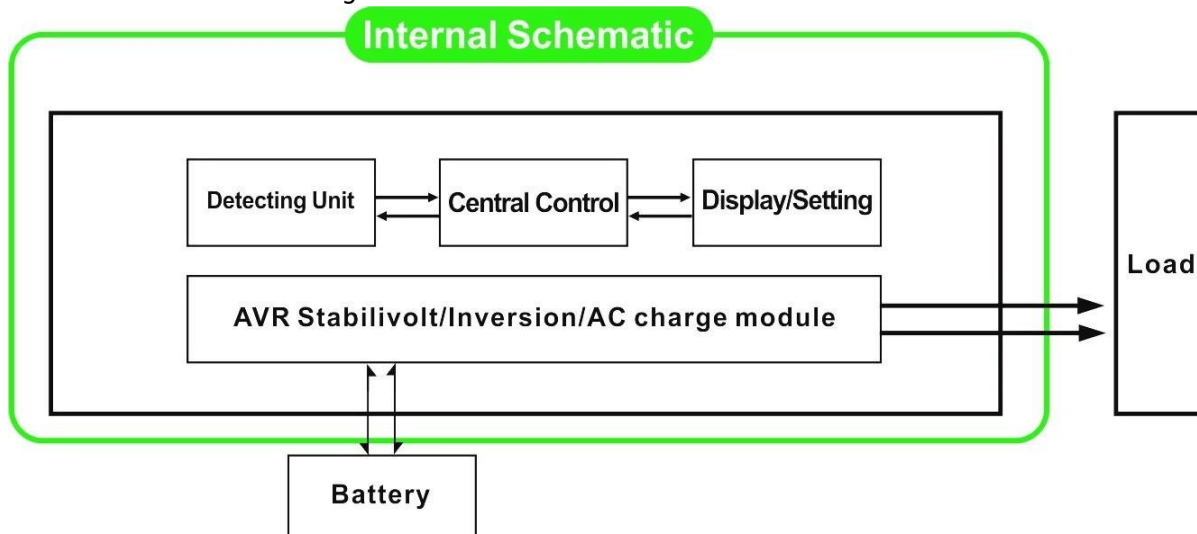 Internal Schematic
Detecting Unit
Central Control
Display/Setting
Load
AVR Stabilivolt/Inversion/AC charge module
Battery